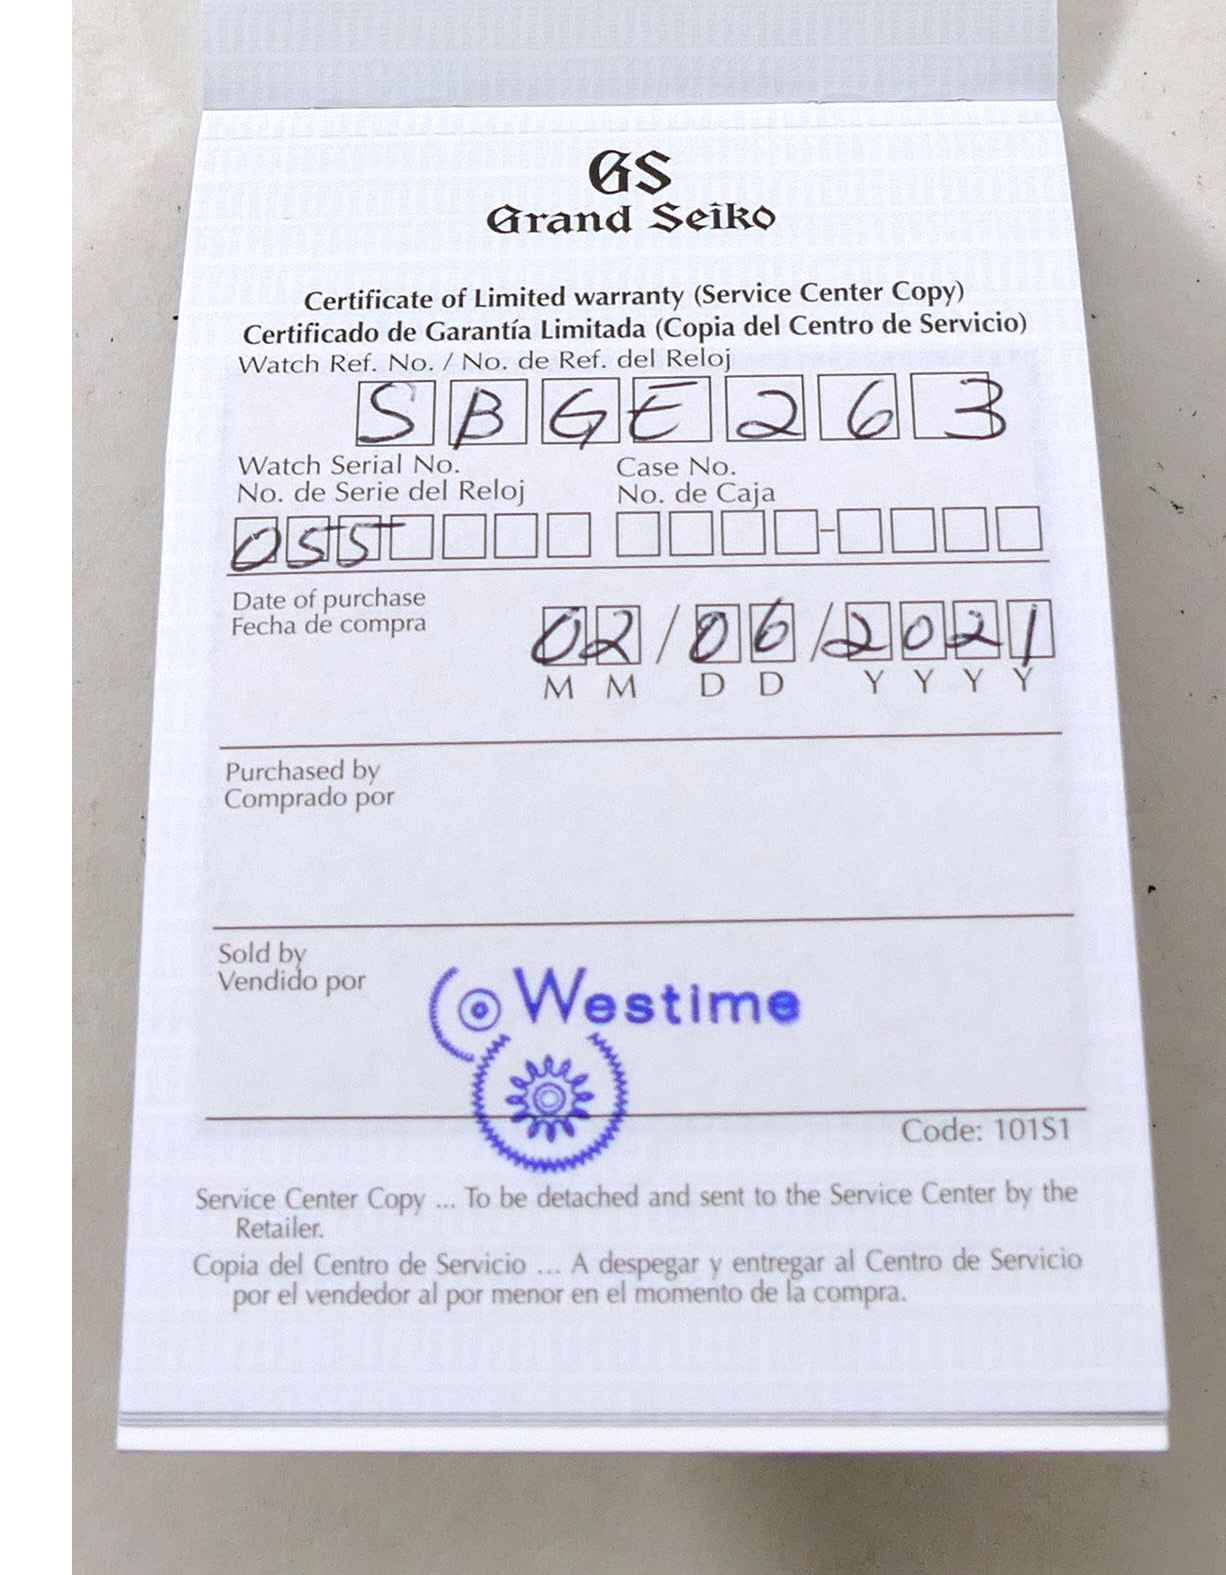 GS
Grand Seiko
Certificate of Limited warranty (Service Center Copy)
Certificado de Garantía Limitada (Copia del Centro de Servicio)
Watch Ref. No. / No. de Ref. del Reloj
SBGE263
Watch Serial No.
No. de Serie del Reloj
Case No.
No. de Caja
055
-
Date of purchase
Fecha de compra
02/06/2021
M M D D Y Y Y Y
Purchased by
Comprado por
Sold by
Vendido por
Westime
Code: 101S1
Service Center Copy ... To be detached and sent to the Service Center by the
Retailer.
Copia del Centro de Servicio ... A despegar y entregar al Centro de Servicio
por el vendedor al por menor en el momento de la compra.